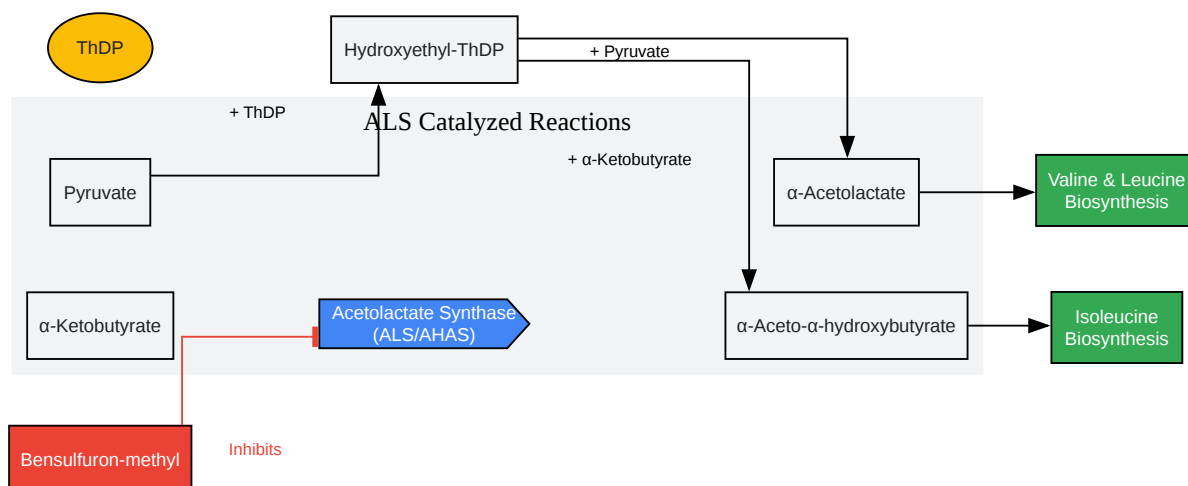 ThDP
Hydroxyethyl-ThDP
+ Pyruvate
+ ThDP
ALS Catalyzed Reactions
+ α-Ketobutyrate
Pyruvate
α-Acetolactate
Valine & Leucine
Biosynthesis
α-Ketobutyrate
Acetolactate Synthase
(ALS/AHAS)
α-Aceto-α-hydroxybutyrate
Isoleucine
Biosynthesis
Bensulfuron-methyl
Inhibits